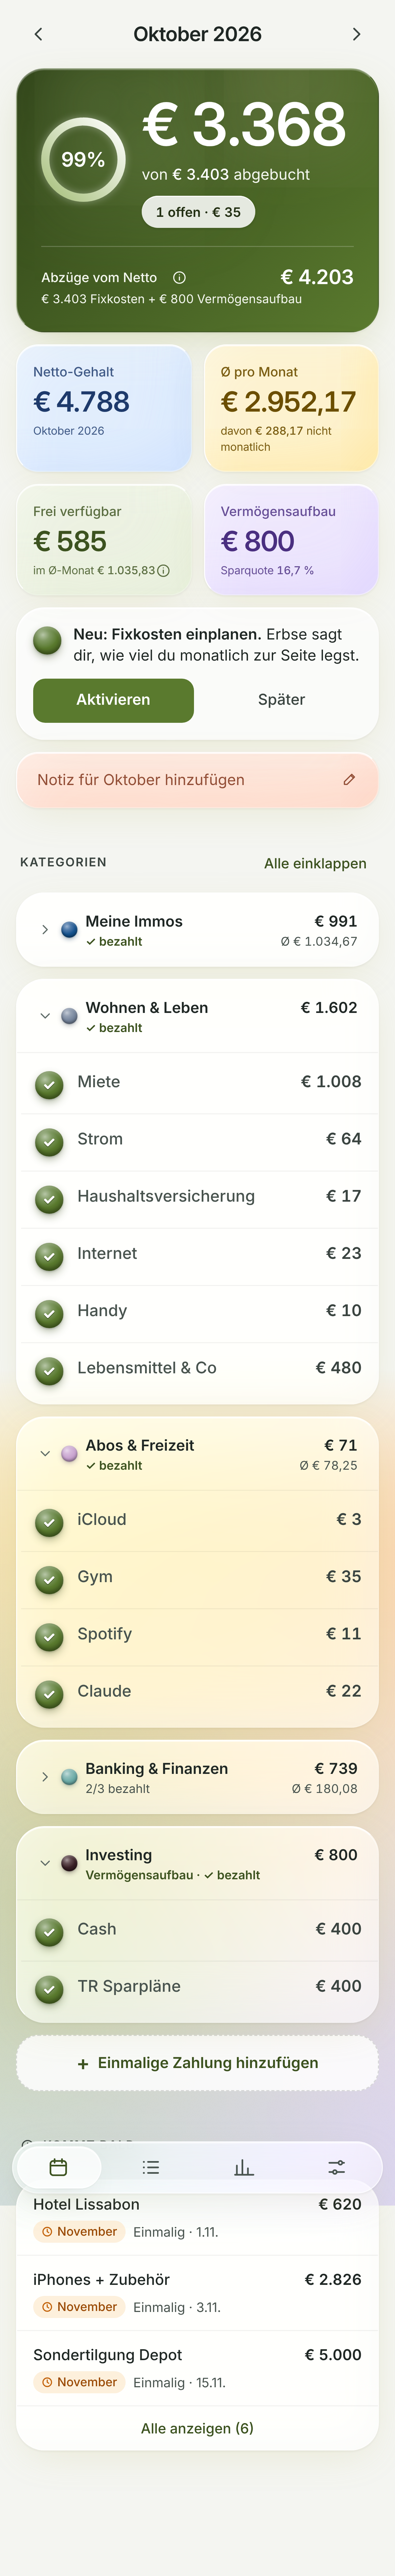 Oktober 2026
99%
€ 3.368
von € 3.403 abgebucht
1 offen · € 35
Abzüge vom Netto
€ 4.203
€ 3.403 Fixkosten + € 800 Vermögensaufbau
Netto-Gehalt
€ 4.788
Oktober 2026
Ø pro Monat
€ 2.952,17
davon € 288,17 nicht
monatlich
Frei verfügbar
€ 585
im Ø-Monat € 1.035,83
Vermögensaufbau
€ 800
Sparquote 16,7 %
Neu: Fixkosten einplanen. Erbse sagt
dir, wie viel du monatlich zur Seite legst.
Aktivieren
Später
Notiz für Oktober hinzufügen
KATEGORIEN
Alle einklappen
Meine Immos
€ 991
✓ bezahlt
Ø € 1.034,67
Wohnen & Leben
€ 1.602
✓ bezahlt
Miete
€ 1.008
Strom
€ 64
Haushaltsversicherung
€ 17
Internet
€ 23
Handy
€ 10
Lebensmittel & Co
€ 480
Abos & Freizeit
€ 71
✓ bezahlt
Ø € 78,25
iCloud
€ 3
Gym
€ 35
Spotify
€ 11
Claude
€ 22
Banking & Finanzen
€ 739
2/3 bezahlt
Ø € 180,08
Investing
€ 800
Vermögensaufbau · ✓ bezahlt
Cash
€ 400
TR Sparpläne
€ 400
+ Einmalige Zahlung hinzufügen
Hotel Lissabon
€ 620
November
Einmalig · 1.11.
iPhones + Zubehör
€ 2.826
November
Einmalig · 3.11.
Sondertilgung Depot
€ 5.000
November
Einmalig · 15.11.
Alle anzeigen (6)